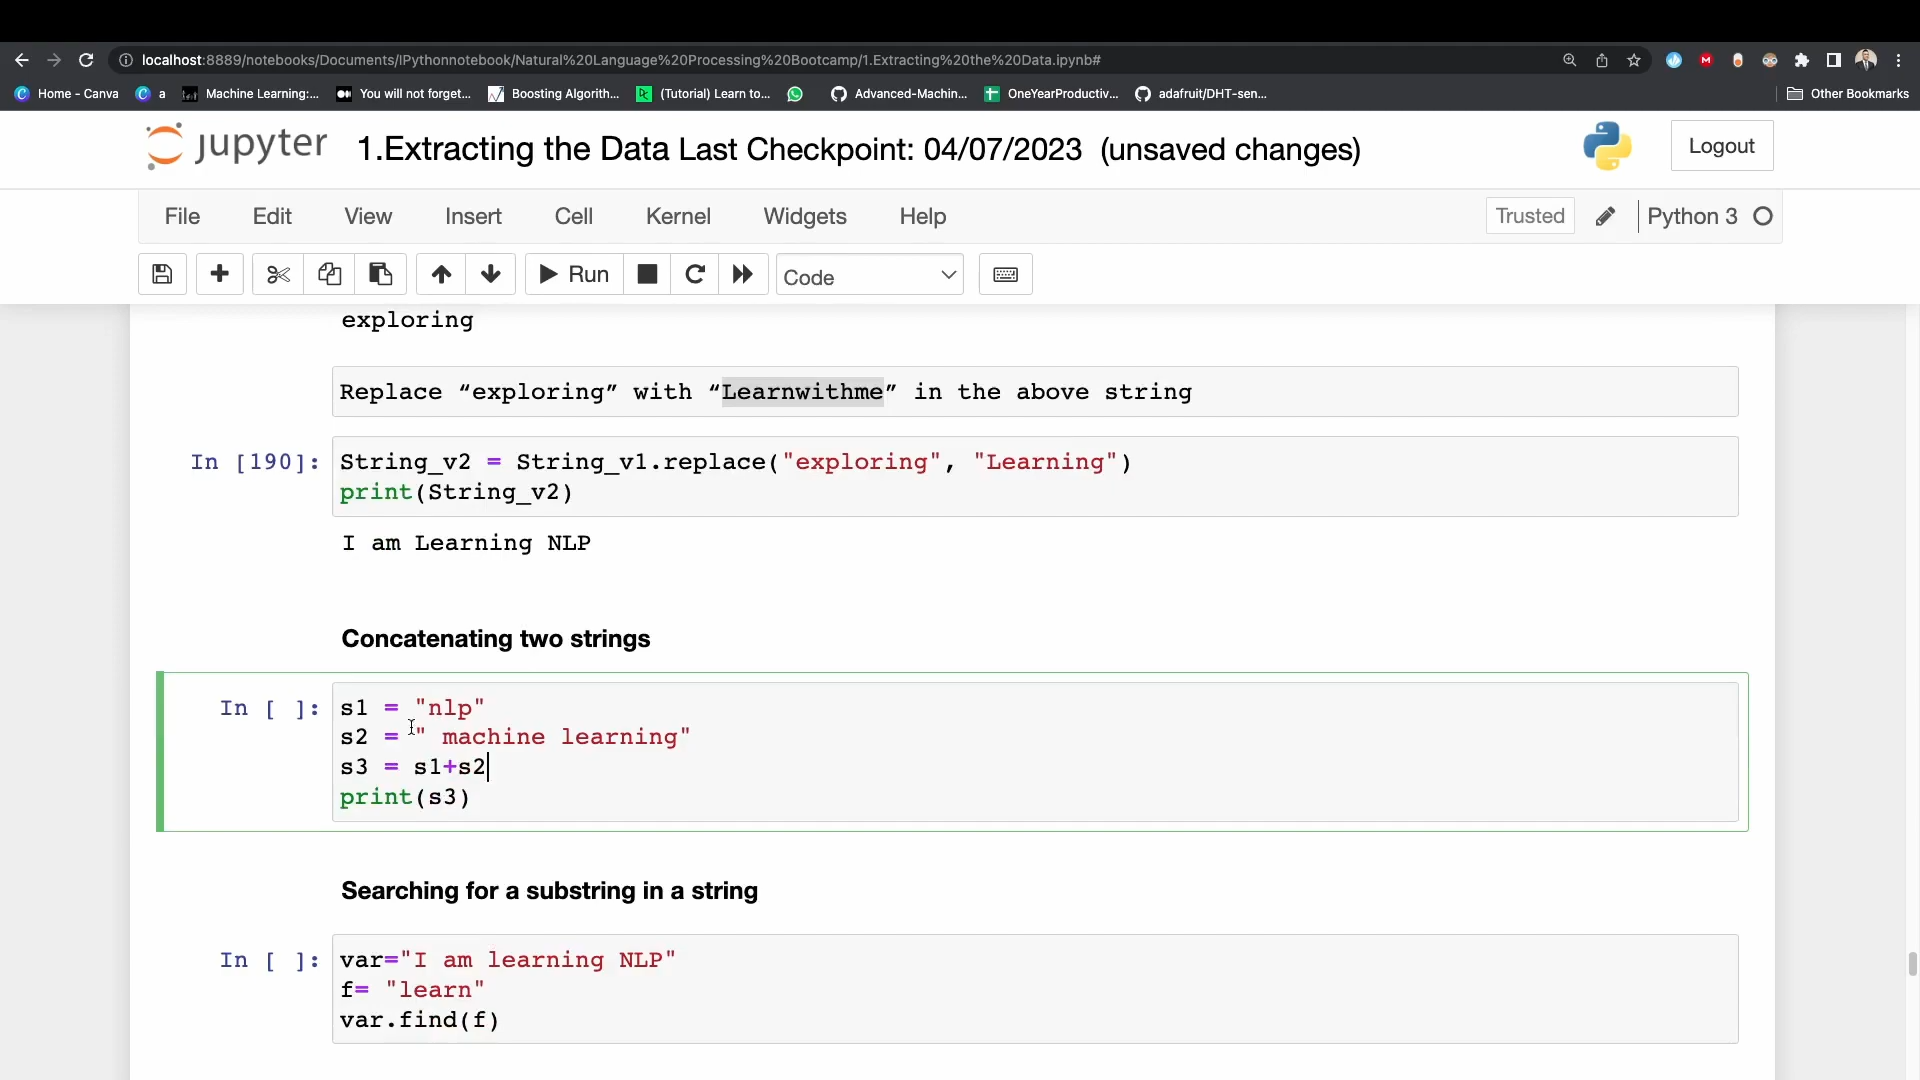 localhost:8889/notebooks/Documents/IPythonnotebook/Natural%20Language%20Processing%20Bootcamp/1.Extracting%20the%20Data.ipynb#
Home - Canva a Machine Learning:... You will not forget... Boosting Algorith... (Tutorial) Learn to... Advanced-Machin... OneYearProductiv... adafruit/DHT-sen... Other Bookmarks
jupyter 1.Extracting the Data Last Checkpoint: 04/07/2023 (unsaved changes) Logout
File Edit View Insert Cell Kernel Widgets Help Trusted Python 3
Run Code
exploring
Replace “exploring” with “Learnwithme” in the above string
In [190]: String_v2 = String_v1.replace("exploring", "Learning")
print(String_v2)
I am Learning NLP
Concatenating two strings
In [ ]: s1 = "nlp"
s2 = " machine learning"
s3 = s1+s2
print(s3)
Searching for a substring in a string
In [ ]: var="I am learning NLP"
f= "learn"
var.find(f)